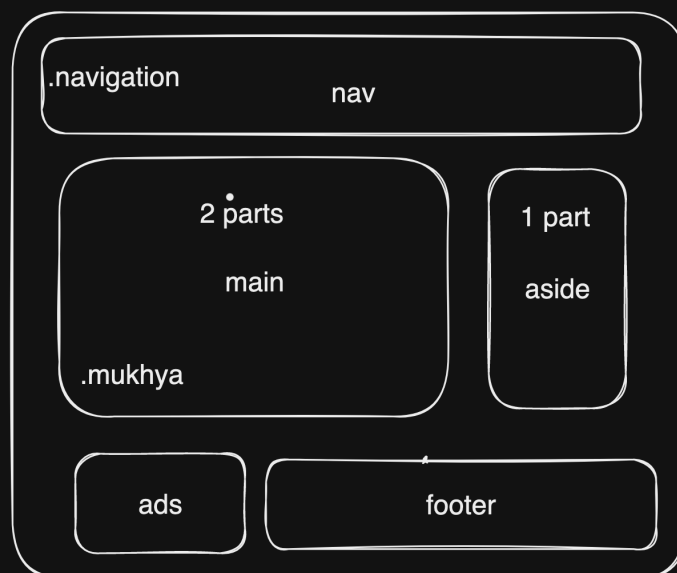 .navigation
nav
2 parts
main
.mukhya
1 part
aside
ads
footer